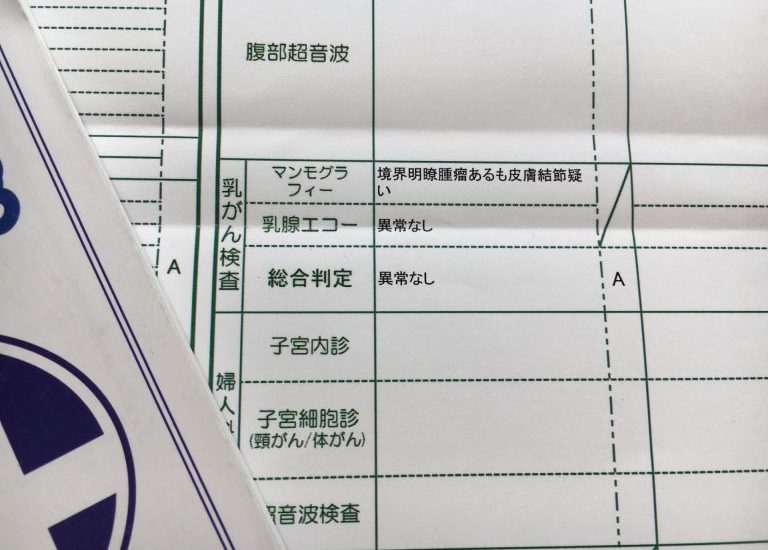 腹部超音波
乳がん検査
マンモグラ
フィー
境界明瞭腫瘤あるも皮膚結節疑
い
乳腺エコー
異常なし
総合判定
異常なし
A
A
婦人
子宮内診
子宮細胞診
(頸がん/体がん)
音波検査